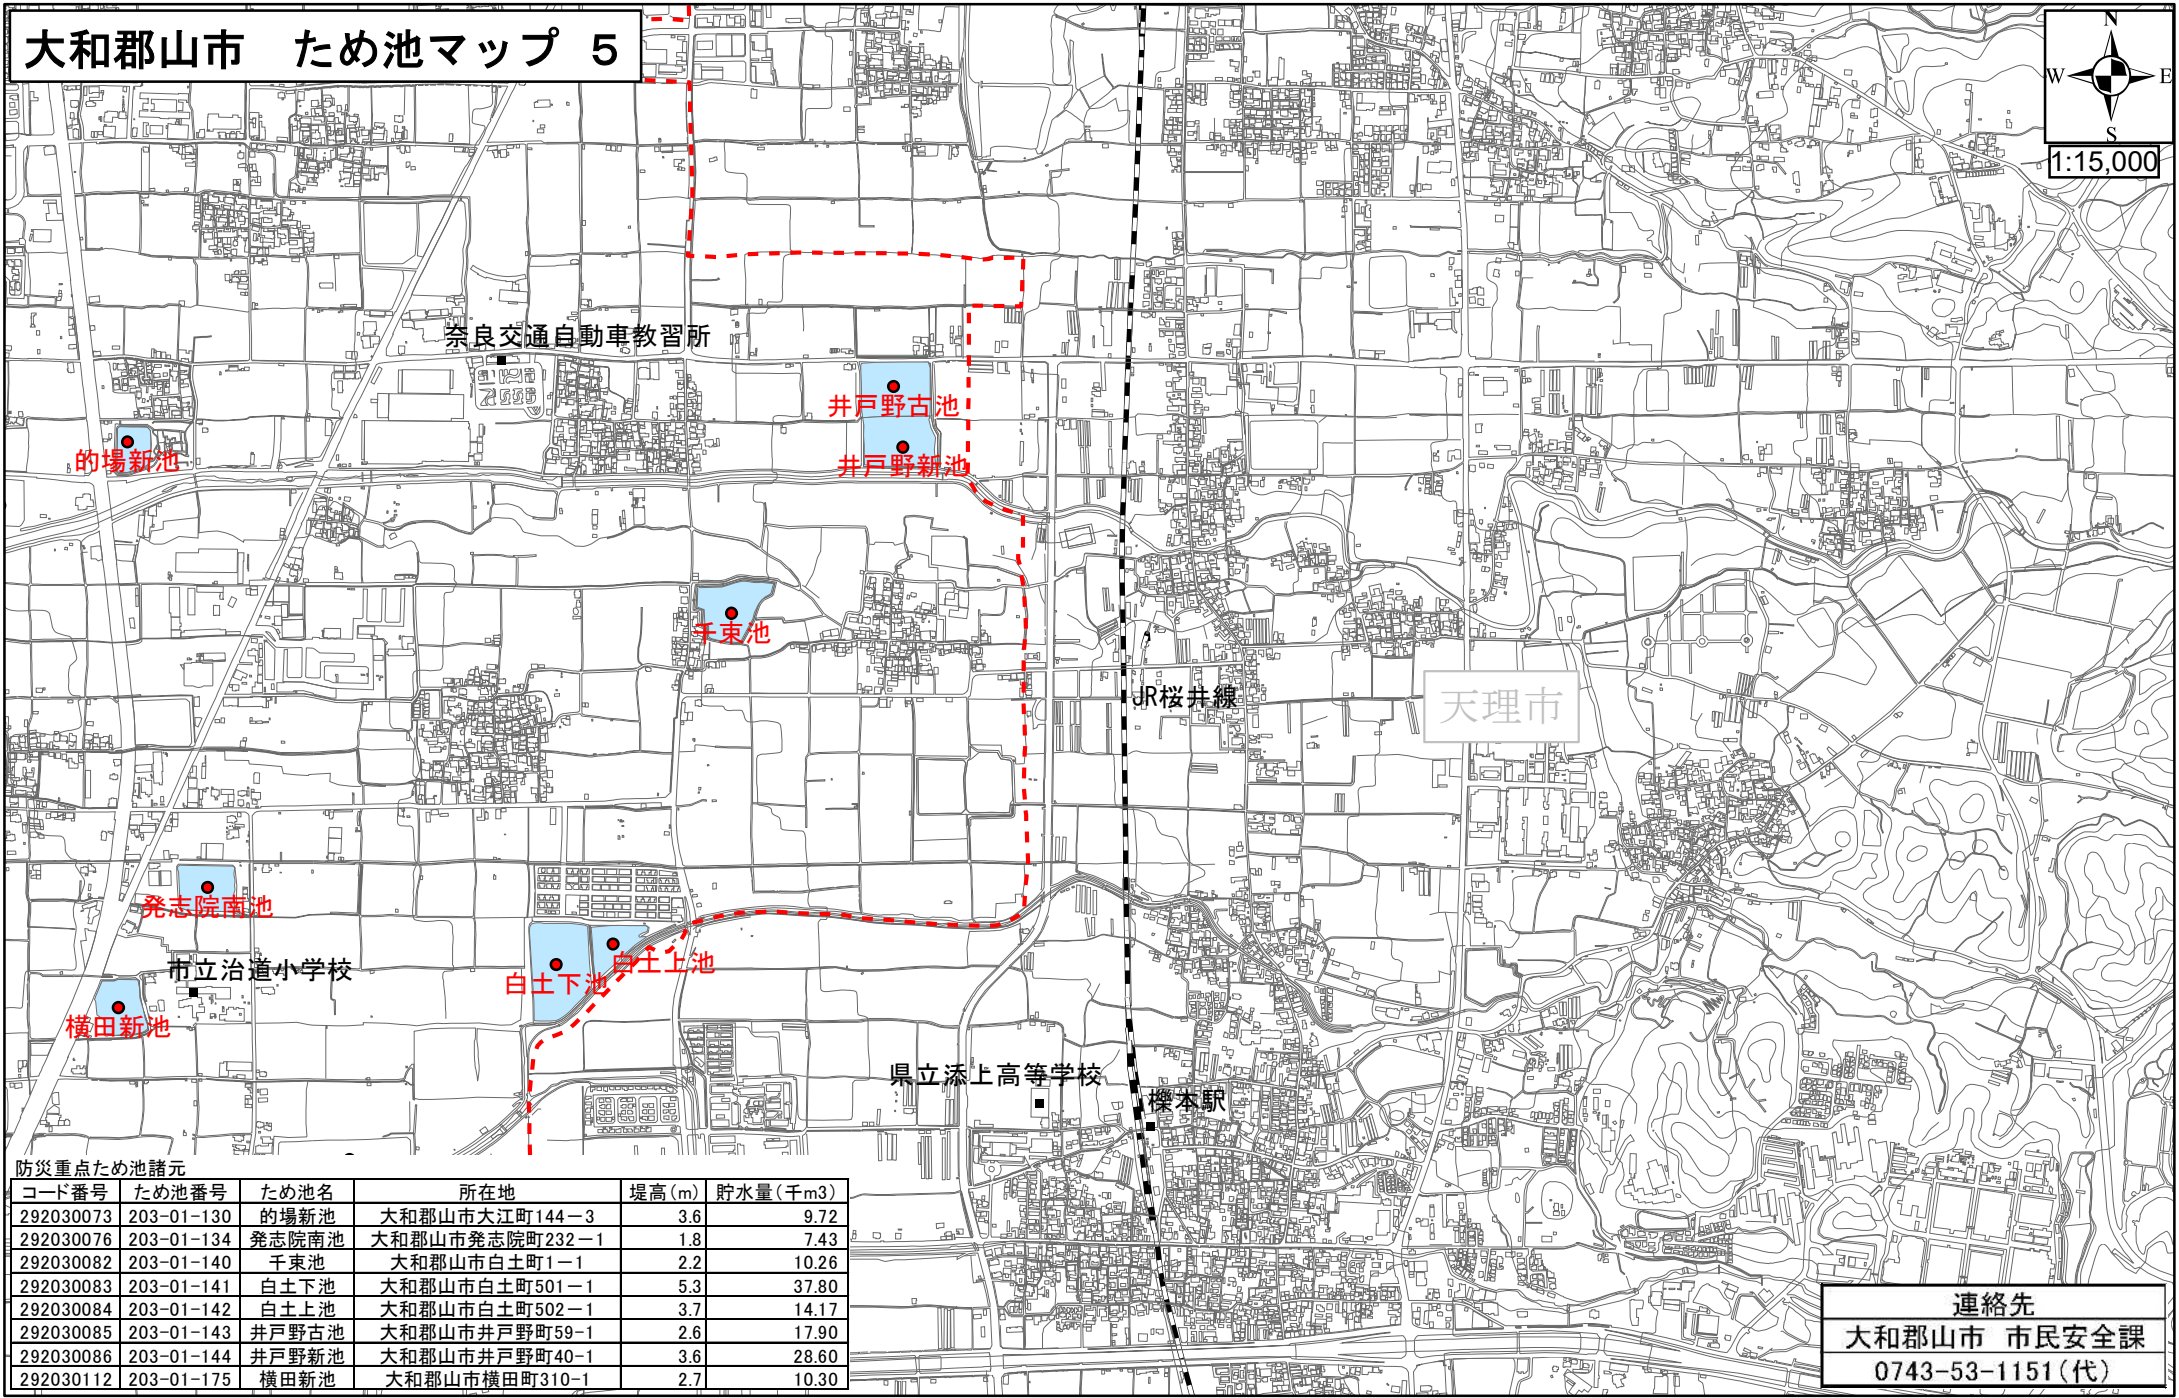 大和郡山市　ため池マップ ５
N
W E
S
1:15,000
奈良交通自動車教習所
井戸野古池
的場新池
井戸野新池
千束池
JR桜井線
天理市
発志院南池
市立治道小学校
白土上池
白土下池
横田新池
県立添上高等学校
櫟本駅
防災重点ため池諸元
コード番号 ため池番号 ため池名 所在地 堤高(m) 貯水量(千m3)
292030073 203-01-130 的場新池 大和郡山市大江町144－3 3.6 9.72
292030076 203-01-134 発志院南池 大和郡山市発志院町232－1 1.8 7.43
292030082 203-01-140 千束池 大和郡山市白土町1－1 2.2 10.26
292030083 203-01-141 白土下池 大和郡山市白土町501－1 5.3 37.80
292030084 203-01-142 白土上池 大和郡山市白土町502－1 3.7 14.17
292030085 203-01-143 井戸野古池 大和郡山市井戸野町59-1 2.6 17.90
292030086 203-01-144 井戸野新池 大和郡山市井戸野町40-1 3.6 28.60
292030112 203-01-175 横田新池 大和郡山市横田町310-1 2.7 10.30
連絡先
大和郡山市　市民安全課
0743-53-1151(代)